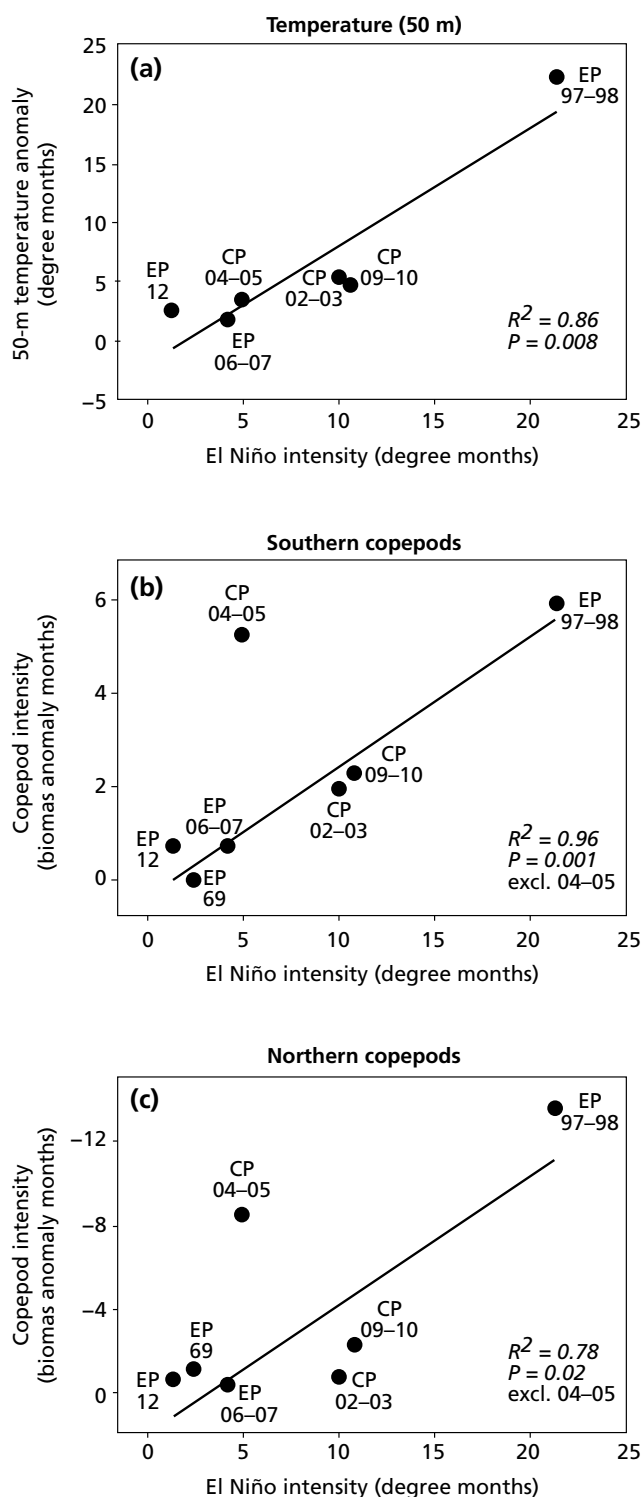 Temperature (50 m)
(a)
50-m temperature anomaly
(degree months)
25
20
15
10
5
0
–5
EP
97–98
EP
12
CP
04–05
EP
06–07
CP
02–03
CP
09–10
R2 = 0.86
P = 0.008
0 5 10 15 20 25
El Niño intensity (degree months)
Southern copepods
(b)
Copepod intensity
(biomas anomaly months)
6
4
2
0
CP
04–05
EP
97–98
EP
12
EP
06–07
EP
69
CP
09–10
CP
02–03
R2 = 0.96
P = 0.001
excl. 04–05
0 5 10 15 20 25
El Niño intensity (degree months)
Northern copepods
(c)
Copepod intensity
(biomas anomaly months)
–12
–8
–4
0
EP
97–98
CP
04–05
EP
69
EP
12
EP
06–07
CP
09–10
CP
02–03
R2 = 0.78
P = 0.02
excl. 04–05
0 5 10 15 20 25
El Niño intensity (degree months)